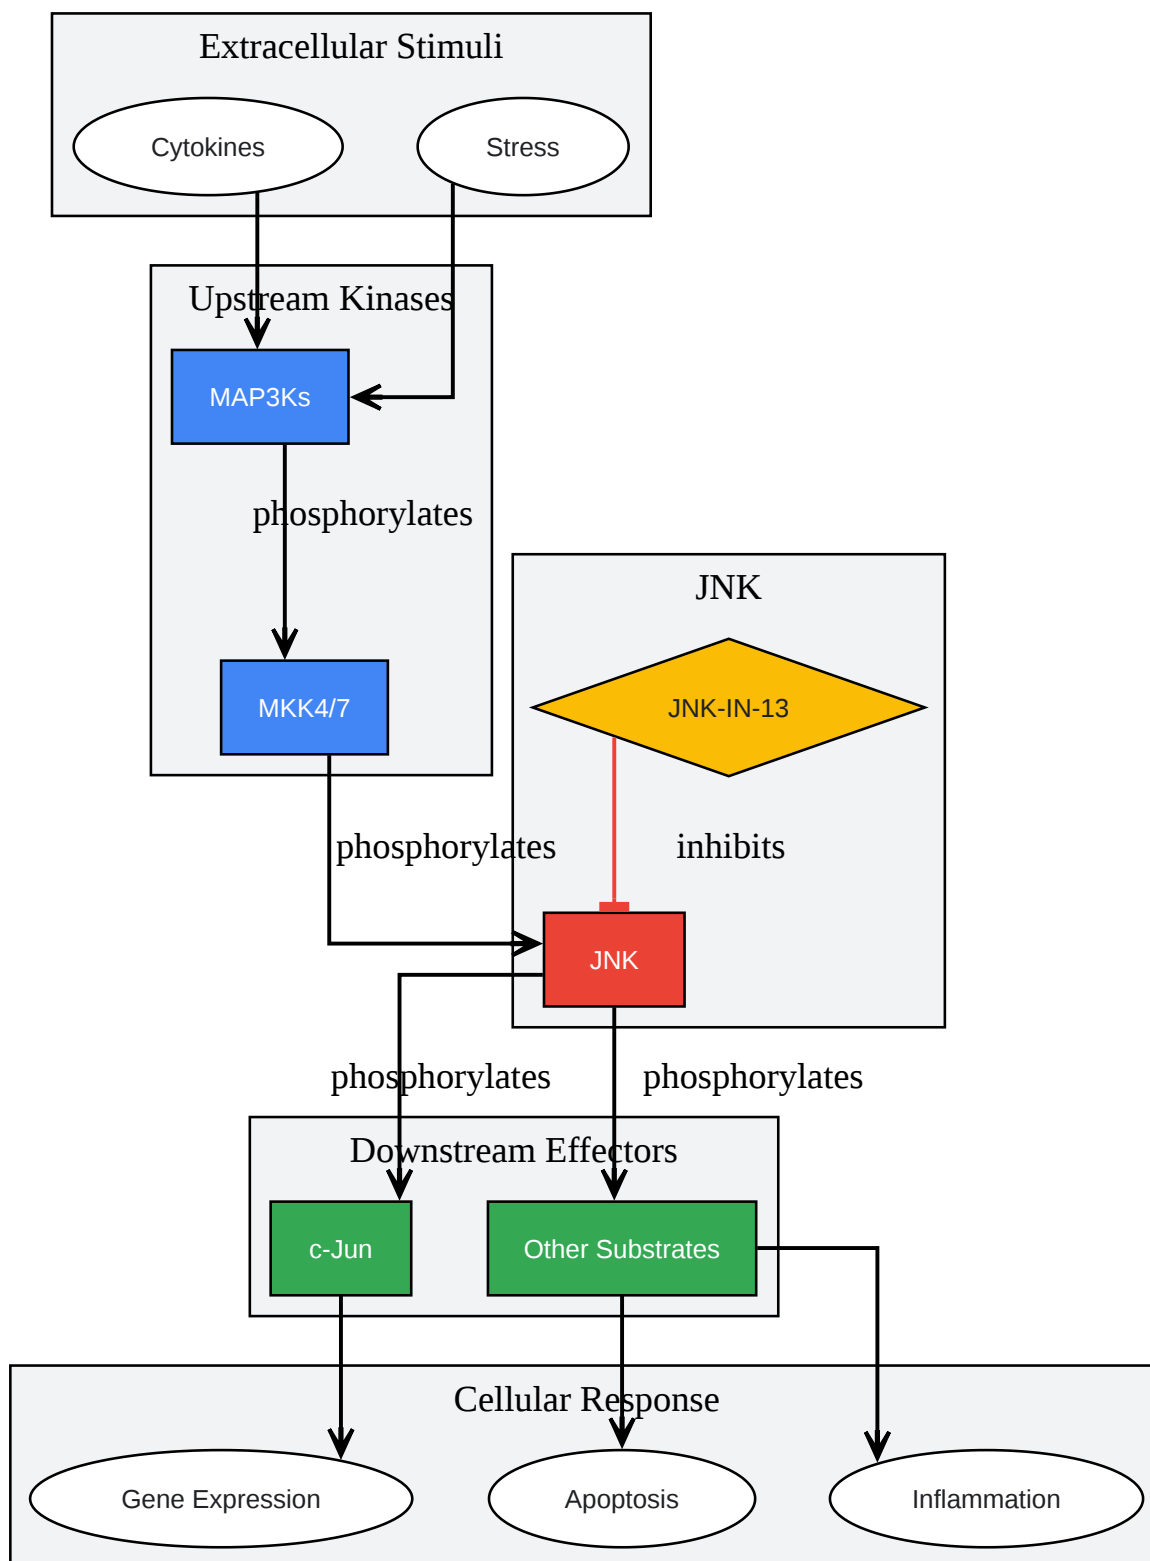 Extracellular Stimuli
Cytokines
Stress
Upstream Kinases
MAP3Ks
phosphorylates
JNK
MKK4/7
JNK-IN-13
phosphorylates
inhibits
JNK
phosphorylates
phosphorylates
Downstream Effectors
c-Jun
Other Substrates
Cellular Response
Gene Expression
Apoptosis
Inflammation